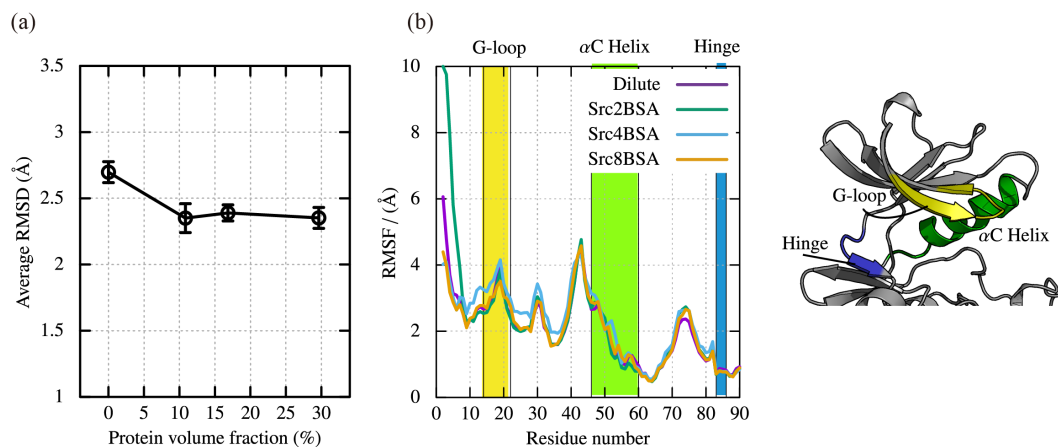 (a)
3.5
3
2.5
2
1.5
1
Average RMSD (Å)
0
5
10
15
20
25
30
Protein volume fraction (%)
(b)
G-loop
αC Helix
Hinge
10
8
6
4
2
0
RMSF / (Å)
Dilute
Src2BSA
Src4BSA
Src8BSA
0
10
20
30
40
50
60
70
80
90
Residue number
G-loop
Hinge
αC Helix